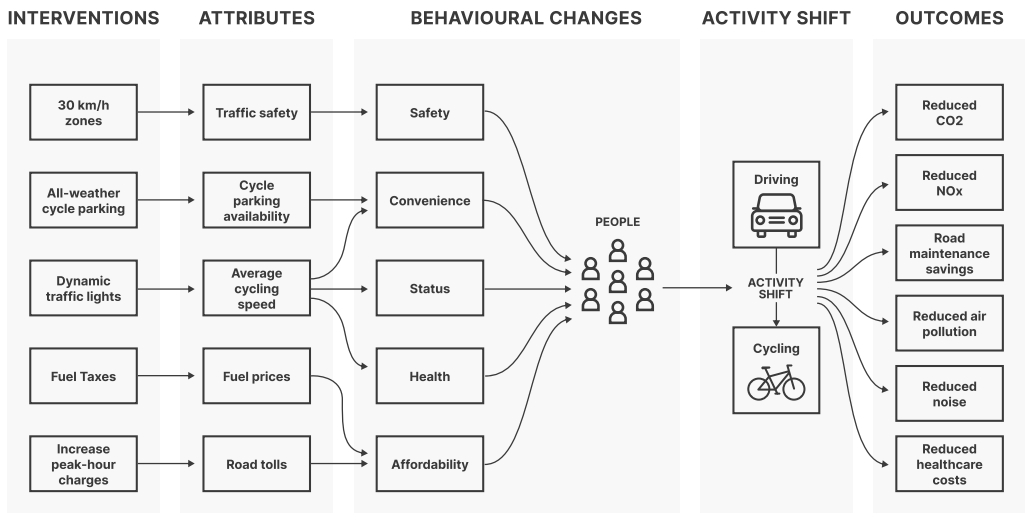 INTERVENTIONS
ATTRIBUTES
BEHAVIOURAL CHANGES
ACTIVITY SHIFT
OUTCOMES
30 km/h
zones
All-weather
cycle parking
Dynamic
traffic lights
Fuel Taxes
Increase
peak-hour
charges
Traffic safety
Cycle
parking
availability
Average
cycling
speed
Fuel prices
Road tolls
Safety
Convenience
Status
Health
Affordability
PEOPLE
Driving
ACTIVITY
SHIFT
Cycling
Reduced
CO2
Reduced
NOx
Road
maintenance
savings
Reduced air
pollution
Reduced
noise
Reduced
healthcare
costs